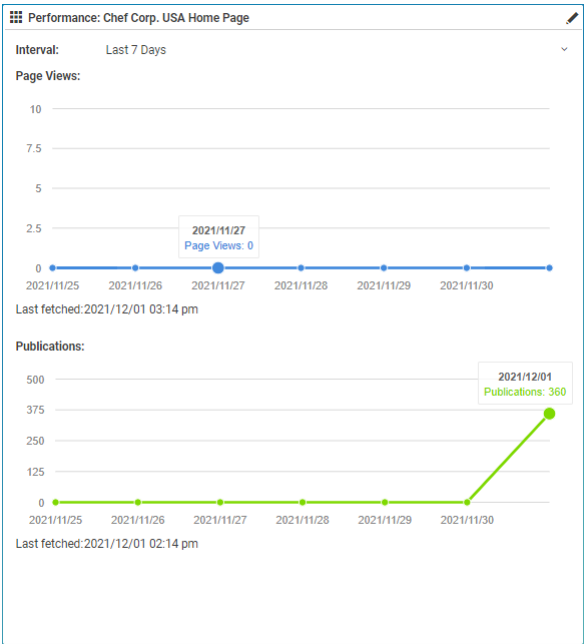 Performance: Chef Corp. USA Home Page
Interval: Last 7 Days
Page Views:
10
7.5
5
2.5
2021/11/27
Page Views: 0
0
2021/11/25 2021/11/26 2021/11/27 2021/11/28 2021/11/29 2021/11/30
Last fetched:2021/12/01 03:14 pm
Publications:
500
2021/12/01
Publications: 360
375
250
125
0
2021/11/25 2021/11/26 2021/11/27 2021/11/28 2021/11/29 2021/11/30
Last fetched:2021/12/01 02:14 pm